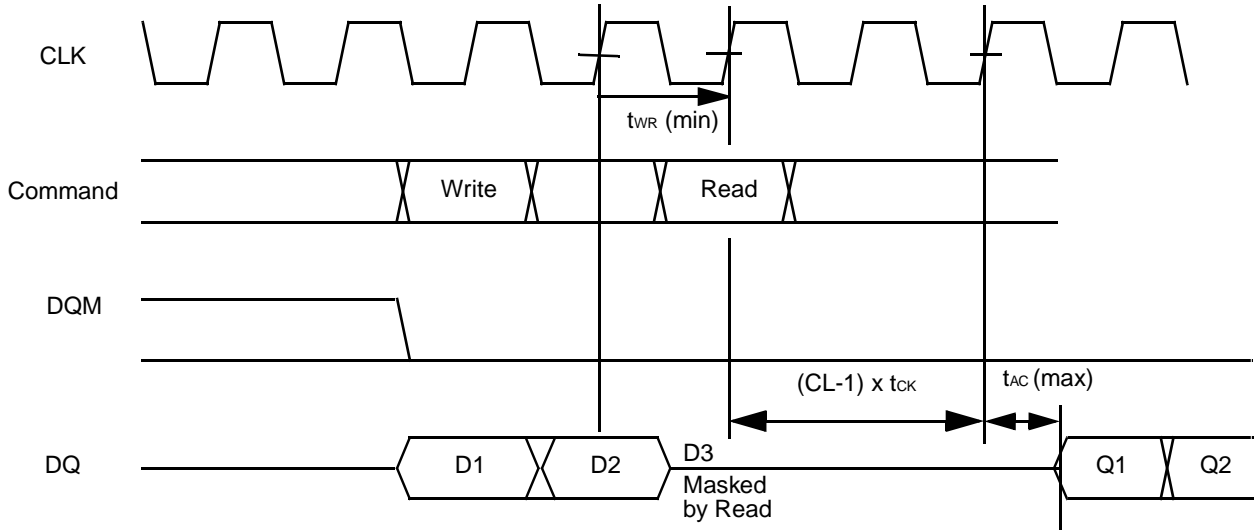 CLK
tWR (min)
Command
Write
Read
DQM
(CL-1) x tCK
tAC (max)
DQ
D1
D2
D3
Masked
by Read
Q1
Q2